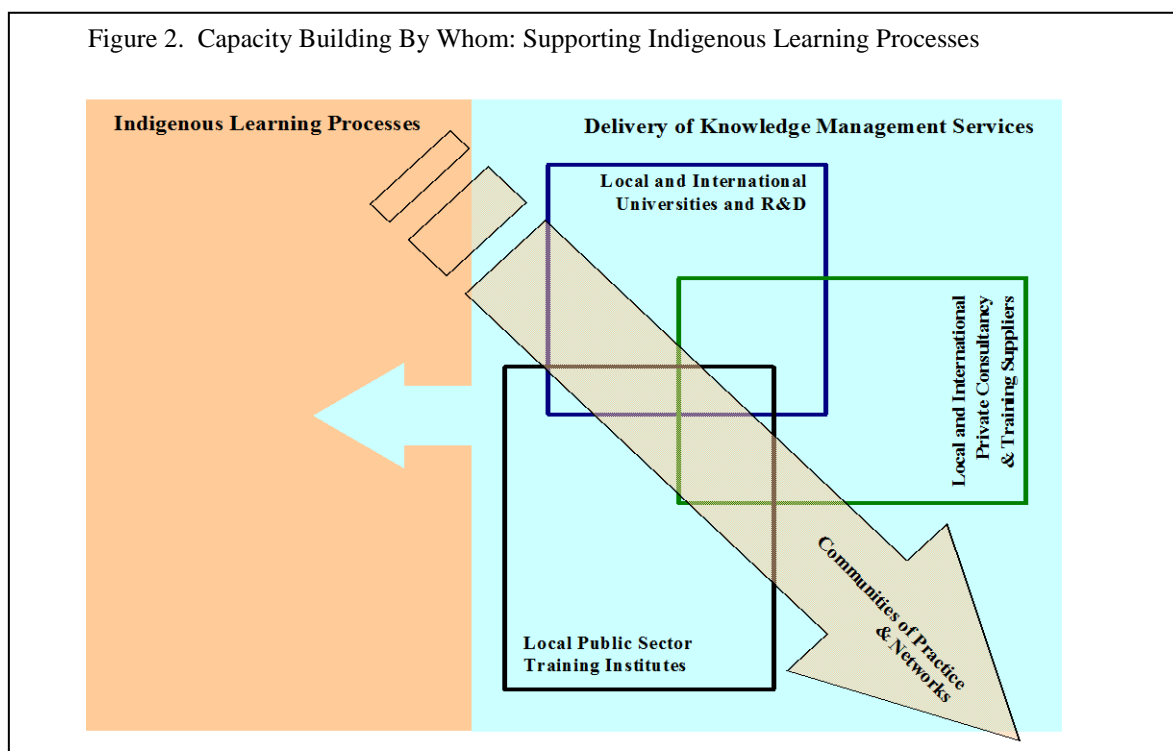 Figure 2. Capacity Building By Whom: Supporting Indigenous Learning Processes
Indigenous Learning Processes
Delivery of Knowledge Management Services
Local and International
Universities and R&D
Local and International
Private Consultancy
& Training Suppliers
Communities of Practice
& Networks
Local Public Sector
Training Institutes